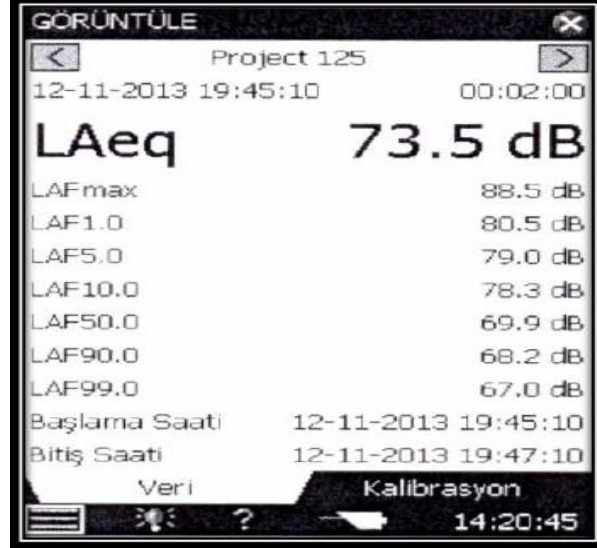 GÖRÜNTÜLE
Project 125
12-11-2013 19:45:10 00:02:00
LAeq 73.5 dB
LAFmax 88.5 dB
LAF1.0 80.5 dB
LAF5.0 79.0 dB
LAF10.0 78.3 dB
LAF50.0 69.9 dB
LAF90.0 68.2 dB
LAF99.0 67.0 dB
Başlama Saati 12-11-2013 19:45:10
Bitiş Saati 12-11-2013 19:47:10
Veri Kalibrasyon
? 14:20:45